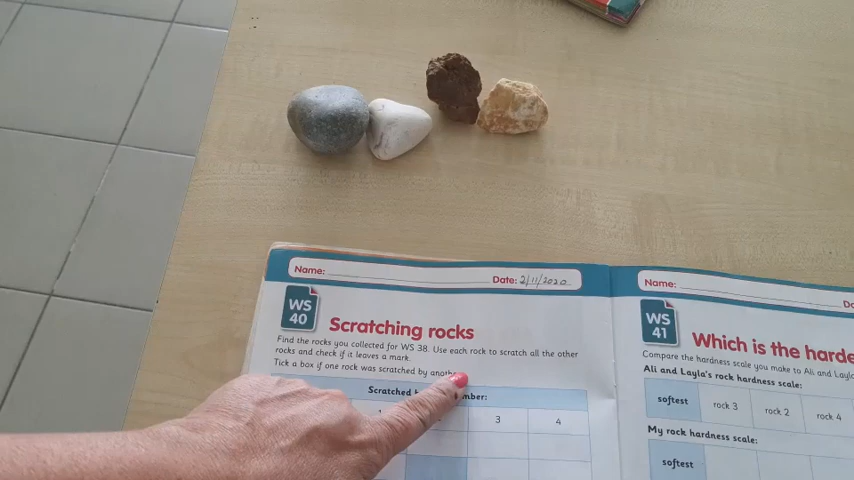 Name:
Date: 2/11/2020
WS
40
Scratching rocks
Find the rocks you collected for WS 38. Use each rock to scratch all the other
rocks and check if it leaves a mark.
Tick a box if one rock was scratched by
Scratched
3
4
Name:
WS
41
Which is the
Compare the hardness scale you make to Ali and
Ali and Layla's rock hardness scale:
softest
rock 3
rock 2
rock 4
My rock hardness scale:
softest